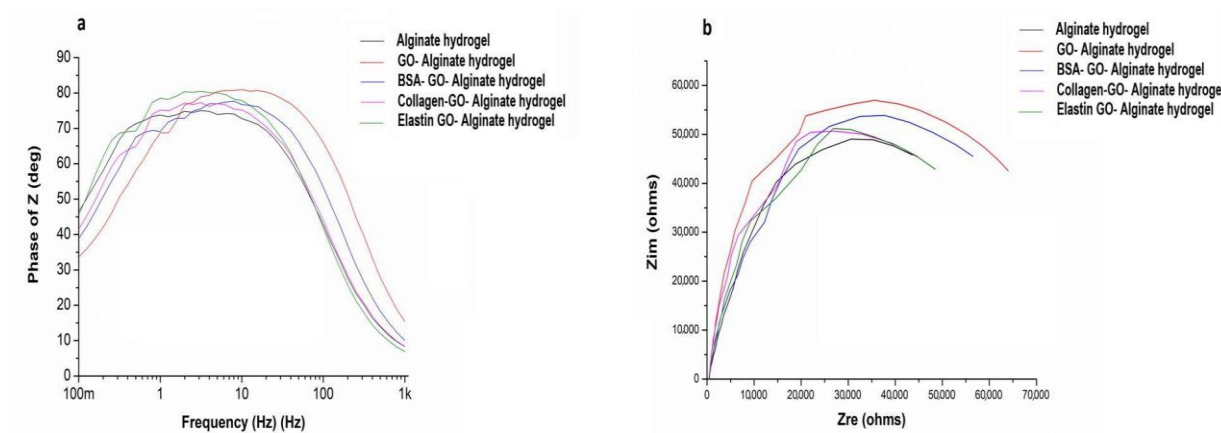 a
Alginate hydrogel
GO- Alginate hydrogel
BSA- GO- Alginate hydrogel
Collagen-GO- Alginate hydrogel
Elastin GO- Alginate hydrogel
Phase of Z (deg)
90
80
70
60
50
40
30
20
10
0
100m 1 10 100 1k
Frequency (Hz) (Hz)
b
Alginate hydrogel
GO- Alginate hydrogel
BSA- GO- Alginate hydrogel
Collagen-GO- Alginate hydroge
Elastin GO- Alginate hydrogel
Zim (ohms)
60,000
50,000
40,000
30,000
20,000
10,000
0
0 10,000 20,000 30,000 40,000 50,000 60,000 70,000
Zre (ohms)